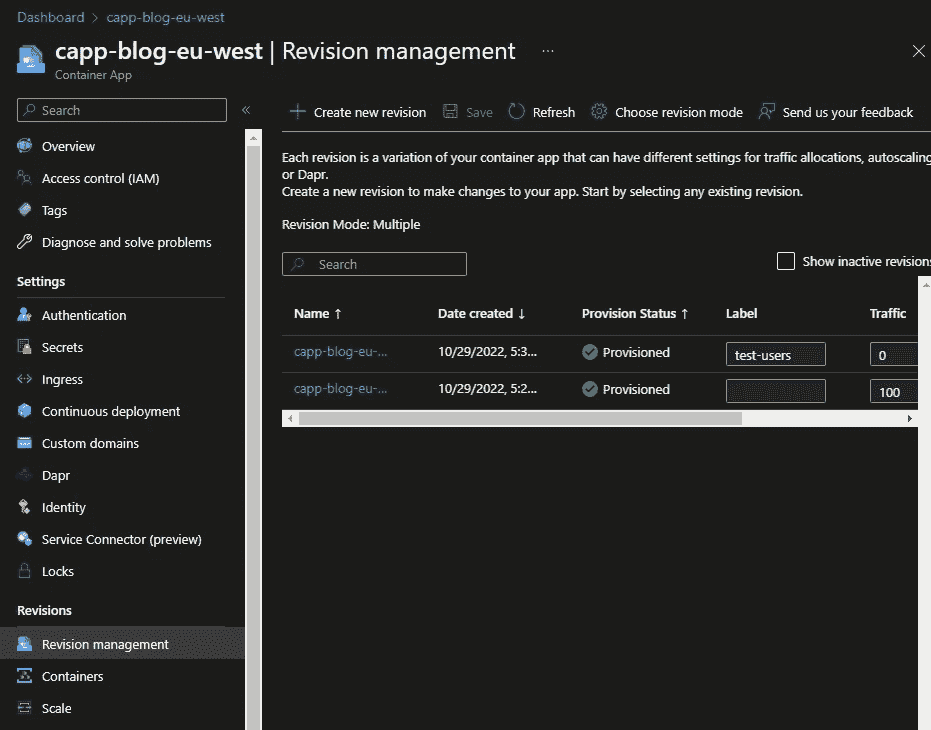 Dashboard > capp-blog-eu-west
capp-blog-eu-west | Revision management ...
Container App
Search «
Overview
Access control (IAM)
Tags
Diagnose and solve problems
Settings
Authentication
Secrets
Ingress
Continuous deployment
Custom domains
Dapr
Identity
Service Connector (preview)
Locks
Revisions
Revision management
Containers
Scale
Create new revision Save Refresh Choose revision mode Send us your feedback
Each revision is a variation of your container app that can have different settings for traffic allocations, autoscaling
or Dapr.
Create a new revision to make changes to your app. Start by selecting any existing revision.
Revision Mode: Multiple
Search Show inactive revisions
Name ↑ Date created ↓ Provision Status ↑ Label Traffic
capp-blog-eu-... 10/29/2022, 5:3... Provisioned test-users 0
capp-blog-eu-... 10/29/2022, 5:2... Provisioned 100